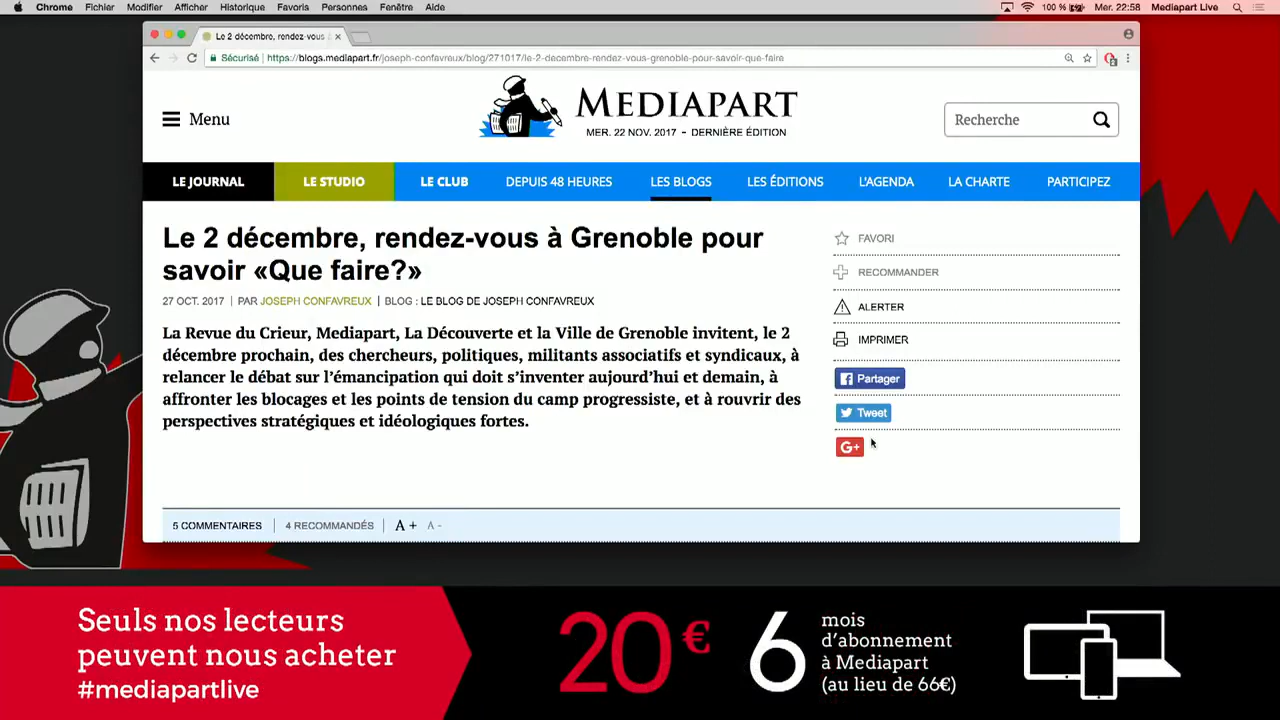 Chrome Fichier Modifier Afficher Historique Favoris Personnes Fenêtre Aide 100 % Mer. 22:58 Mediapart Live
Le 2 décembre, rendez-vous à
Sécurisé https://blogs.mediapart.fr/joseph-confavreux/blog/271017/le-2-decembre-rendez-vous-grenoble-pour-savoir-que-faire
Menu
MEDIAPART
MER. 22 NOV. 2017 – DERNIÈRE ÉDITION
Recherche
LE JOURNAL LE STUDIO LE CLUB DEPUIS 48 HEURES LES BLOGS LES ÉDITIONS L'AGENDA LA CHARTE PARTICIPEZ
Le 2 décembre, rendez-vous à Grenoble pour
savoir «Que faire?»
27 OCT. 2017 | PAR JOSEPH CONFAVREUX | BLOG : LE BLOG DE JOSEPH CONFAVREUX
La Revue du Crieur, Mediapart, La Découverte et la Ville de Grenoble invitent, le 2
décembre prochain, des chercheurs, politiques, militants associatifs et syndicaux, à
relancer le débat sur l'émancipation qui doit s'inventer aujourd'hui et demain, à
affronter les blocages et les points de tension du camp progressiste, et à rouvrir des
perspectives stratégiques et idéologiques fortes.
FAVORI
RECOMMANDER
ALERTER
IMPRIMER
Partager
Tweet
G+
5 COMMENTAIRES | 4 RECOMMANDÉS | A + A -
Seuls nos lecteurs
peuvent nous acheter
#mediapartlive
20 €
6
mois
d'abonnement
à Mediapart
(au lieu de 66€)